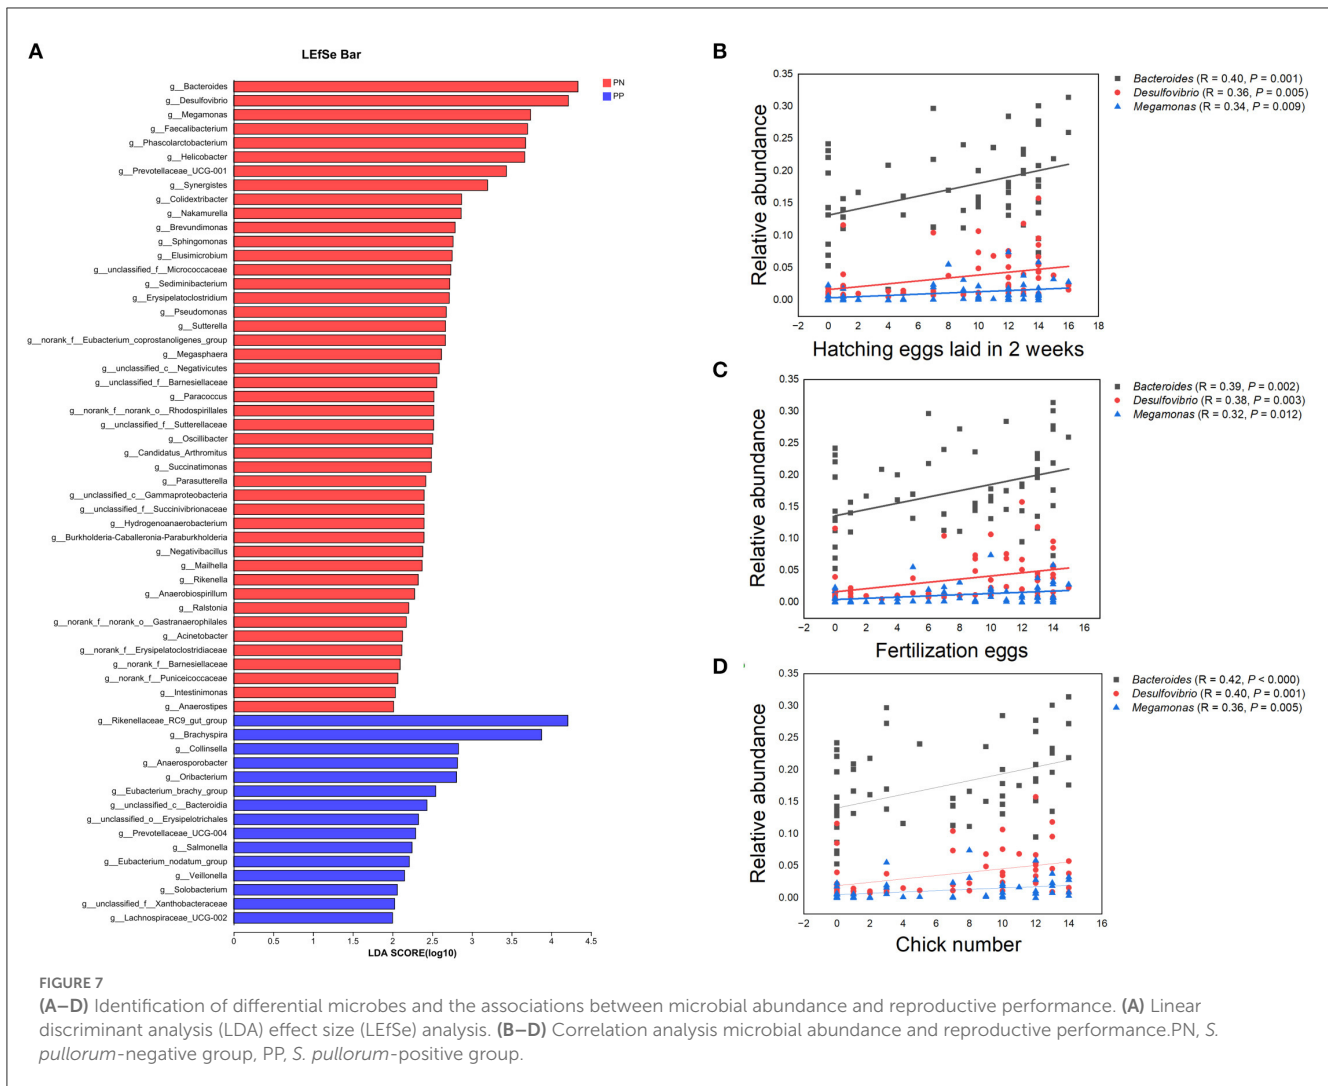 A
LEfSe Bar
g__Bacteroides
g__Desulfovibrio
g__Megamonas
g__Faecalibacterium
g__Phascolarctobacterium
g__Helicobacter
g__Prevotellaceae_UCG-001
g__Synergistes
g__Colidextribacter
g__Nakamurella
g__Brevundimonas
g__Sphingomonas
g__Elusimicrobium
g__unclassified_f__Micrococcaceae
g__Sediminibacterium
g__Erysipelatoclostridium
g__Pseudomonas
g__Sutterella
g__norank_f__Eubacterium_coprostanoligenes_group
g__Megasphaera
g__unclassified_c__Negativicutes
g__unclassified_f__Barnesiellaceae
g__Paracoccus
g__norank_f__norank_o__Rhodospirillales
g__unclassified_f__Sutterellaceae
g__Oscillibacter
g__Candidatus_Arthromitus
g__Succinatimonas
g__Parasutterella
g__unclassified_c__Gammaproteobacteria
g__unclassified_f__Succinivibrionaceae
g__Hydrogenoanaerobacterium
g__Burkholderia-Caballeronia-Paraburkholderia
g__Negativibacillus
g__Mailhella
g__Rikenella
g__Anaerobiospirillum
g__Ralstonia
g__norank_f__norank_o__Gastranaerophilales
g__Acinetobacter
g__norank_f__Erysipelatoclostridiaceae
g__norank_f__Barnesiellaceae
g__norank_f__Puniceicoccaceae
g__Intestinimonas
g__Anaerostipes
g__Rikenellaceae_RC9_gut_group
g__Brachyspira
g__Collinsella
g__Anaerosporobacter
g__Oribacterium
g__Eubacterium_brachy_group
g__unclassified_c__Bacteroidia
g__unclassified_o__Erysipelotrichales
g__Prevotellaceae_UCG-004
g__Salmonella
g__Eubacterium_nodatum_group
g__Veillonella
g__Solobacterium
g__unclassified_f__Xanthobacteraceae
g__Lachnospiraceae_UCG-002
0 0.5 1 1.5 2 2.5 3 3.5 4 4.5
LDA SCORE(log10)
PN
PP
B
0.35
0.30
0.25
0.20
0.15
0.10
0.05
0.00
Relative abundance
−2 0 2 4 6 8 10 12 14 16 18
Hatching eggs laid in 2 weeks
Bacteroides (R = 0.40, P = 0.001)
Desulfovibrio (R = 0.36, P = 0.005)
Megamonas (R = 0.34, P = 0.009)
C
0.35
0.30
0.25
0.20
0.15
0.10
0.05
0.00
Relative abundance
−2 0 2 4 6 8 10 12 14 16
Fertilization eggs
Bacteroides (R = 0.39, P = 0.002)
Desulfovibrio (R = 0.38, P = 0.003)
Megamonas (R = 0.32, P = 0.012)
D
0.35
0.30
0.25
0.20
0.15
0.10
0.05
0.00
Relative abundance
−2 0 2 4 6 8 10 12 14 16
Chick number
Bacteroides (R = 0.42, P < 0.000)
Desulfovibrio (R = 0.40, P = 0.001)
Megamonas (R = 0.36, P = 0.005)
FIGURE 7
(A–D) Identification of differential microbes and the associations between microbial abundance and reproductive performance. (A) Linear
discriminant analysis (LDA) effect size (LEfSe) analysis. (B–D) Correlation analysis microbial abundance and reproductive performance.PN, S.
pullorum-negative group, PP, S. pullorum-positive group.